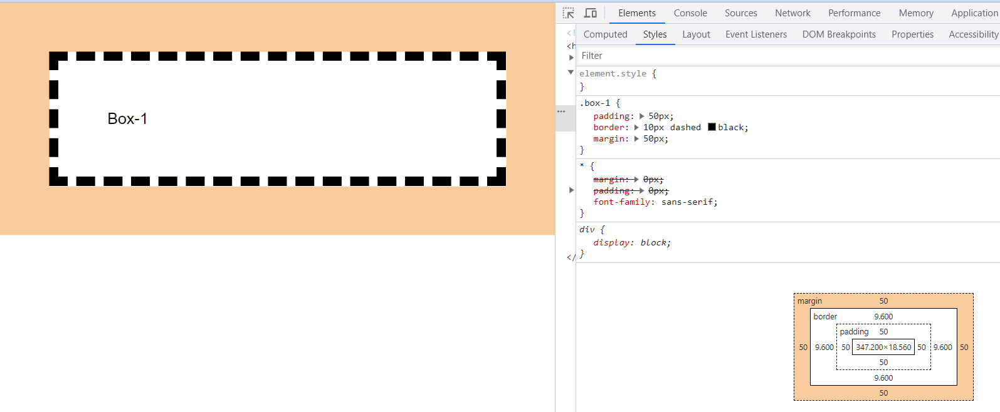 Box-1
Elements Console Sources Network Performance Memory Application
Computed Styles Layout Event Listeners DOM Breakpoints Properties Accessibility
<!
<h
</
Filter
element.style {
}
.box-1 {
padding: 50px;
border: 10px dashed black;
margin: 50px;
}
* {
margin: 0px;
padding: 0px;
font-family: sans-serif;
}
div {
display: block;
}
margin 50
border 9.600
padding 50
50 9.600 50 347.200×18.560 50 9.600 50
50
9.600
50